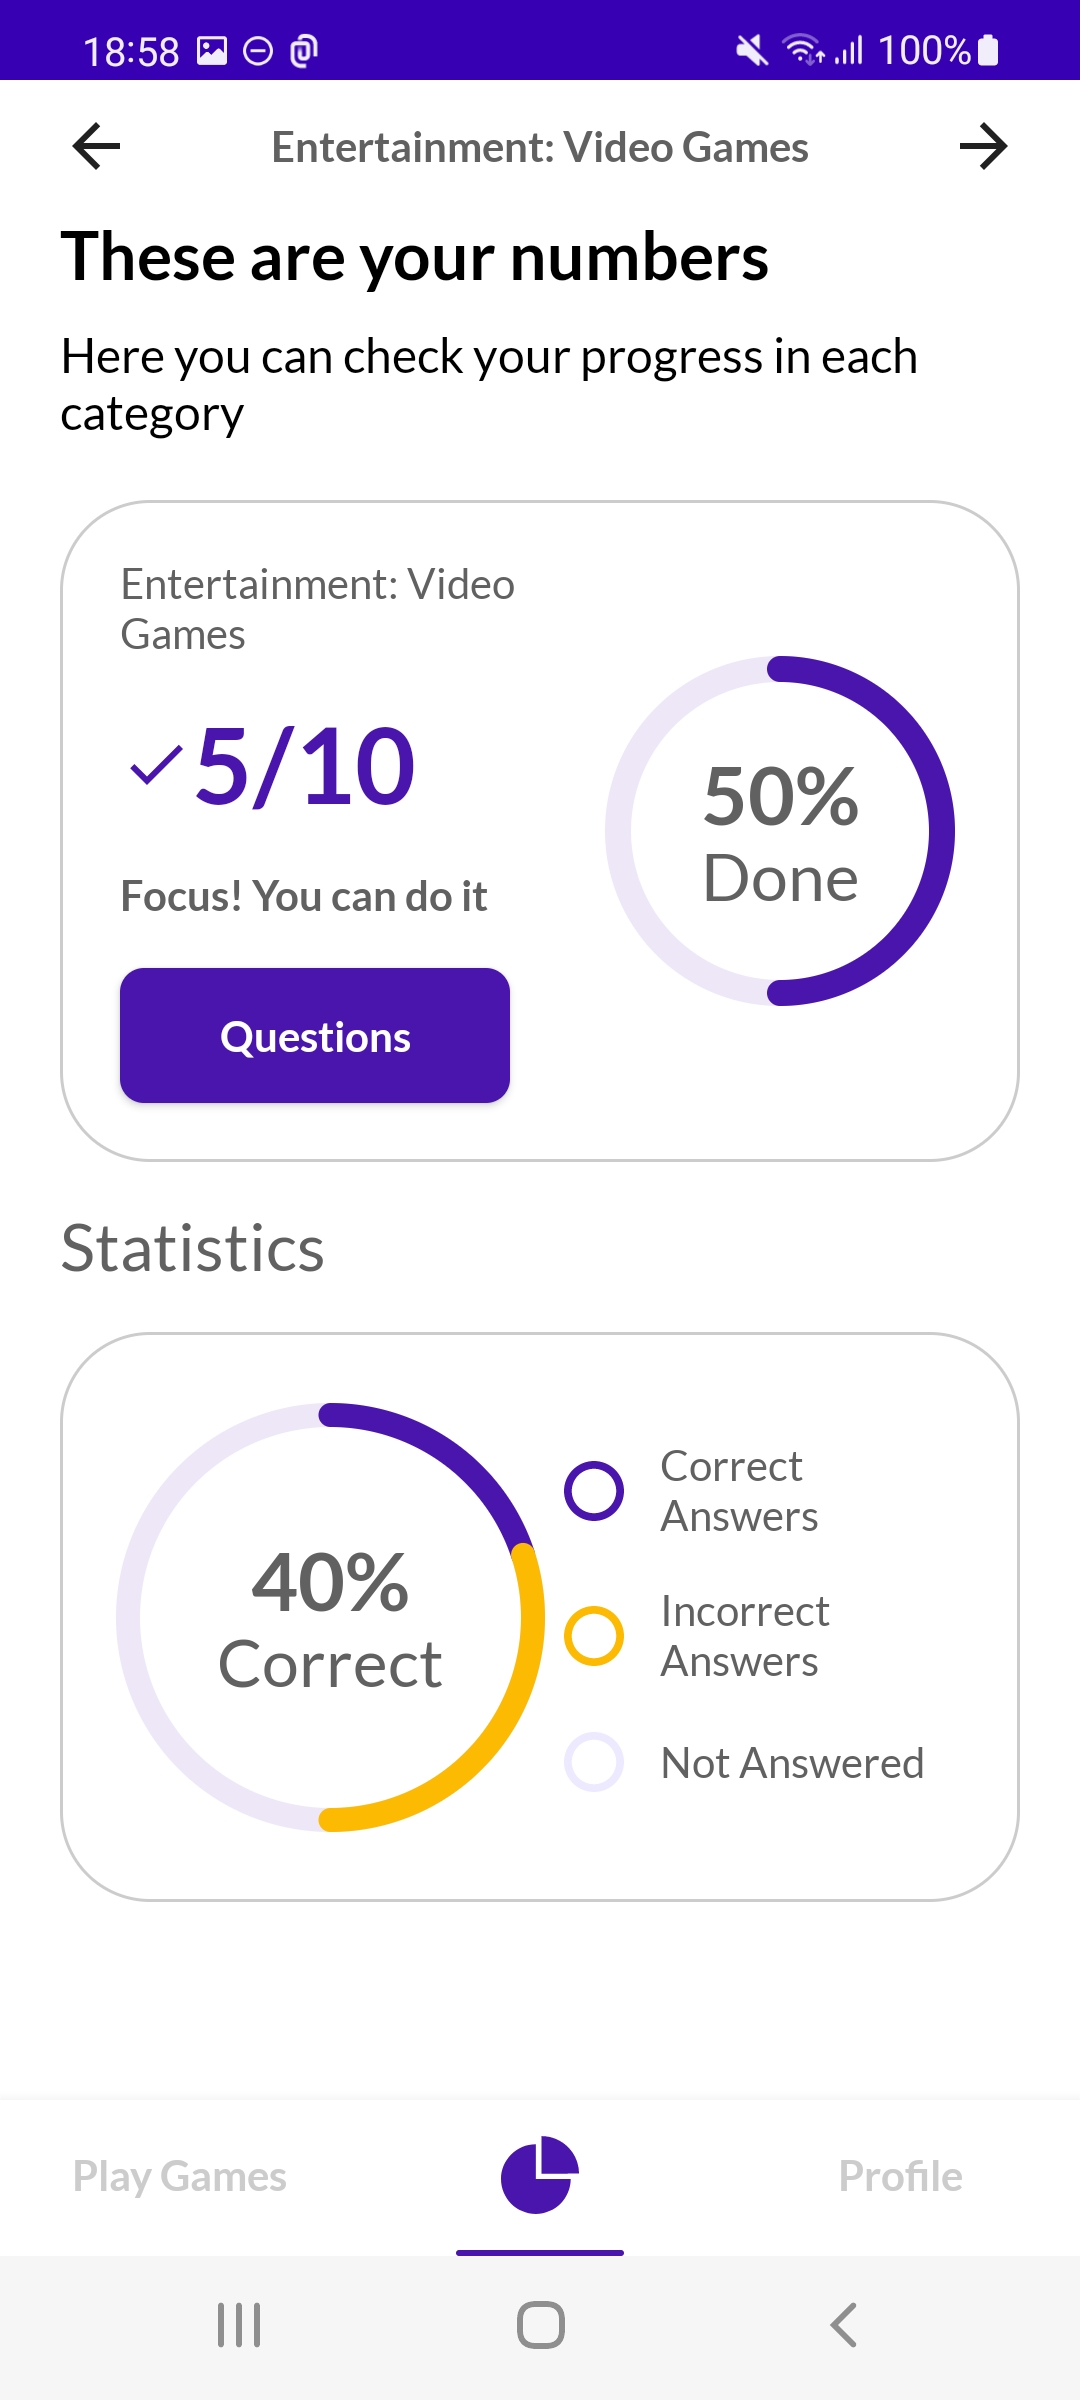 18:58
100%
Entertainment: Video Games
These are your numbers
Here you can check your progress in each
category
Entertainment: Video
Games
5/10
Focus! You can do it
Questions
50%
Done
Statistics
40%
Correct
Correct
Answers
Incorrect
Answers
Not Answered
Play Games
Profile